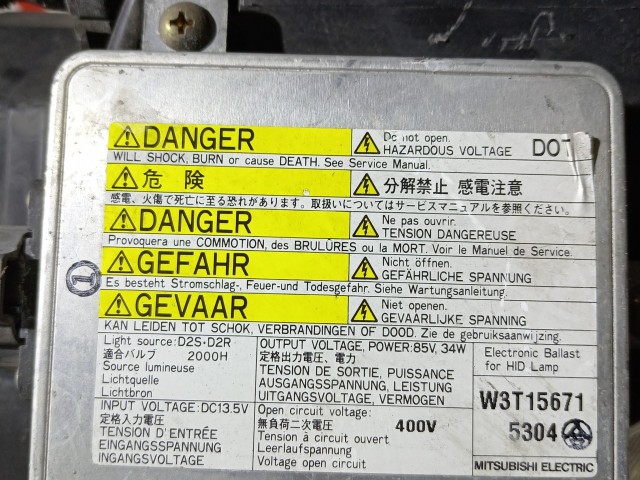 DANGER
Do not open.
HAZARDOUS VOLTAGE DOT
WILL SHOCK, BURN or cause DEATH. See Service Manual.
危 険
分解禁止 感電注意
感電、火傷で死亡に至る恐れがあります。取扱いについてはサービスマニュアルを参照ください。
DANGER
Ne pas ouvrir.
TENSION DANGEREUSE
Provoquera une COMMOTION, des BRULÛRES ou la MORT. Voir le Manuel de Service.
GEFAHR
Nicht öffnen.
GEFÄHRLICHE SPANNUNG
Es besteht Stromschlag-, Feuer-und Todesgefahr. Siehe Wartungsanleitung.
GEVAAR
Niet openen.
GEVAARLIJKE SPANNING
KAN LEIDEN TOT SCHOK, VERBRANDINGEN OF DOOD. Zie de gebruiksaanwijzing.
Light source:D2S・D2R
適合バルブ 2000H
Source lumineuse
Lichtquelle
Lichtbron
OUTPUT VOLTAGE, POWER:85V, 34W
定格出力電圧、電力
TENSION DE SORTIE, PUISSANCE
AUSGANGSSPANNUNG, LEISTUNG
UITGANGSVOLTAGE, VERMOGEN
Electronic Ballast
for HID Lamp
INPUT VOLTAGE:DC13.5V
定格入力電圧
TENSION D'ENTRÉE
EINGANGSSPANNUNG
INGANGSVOLTAGE
Open circuit voltage:
無負荷二次電圧 400V
Tension à circuit ouvert
Leerlaufspannung
Voltage open circuit
W3T15671
5304
MITSUBISHI ELECTRIC